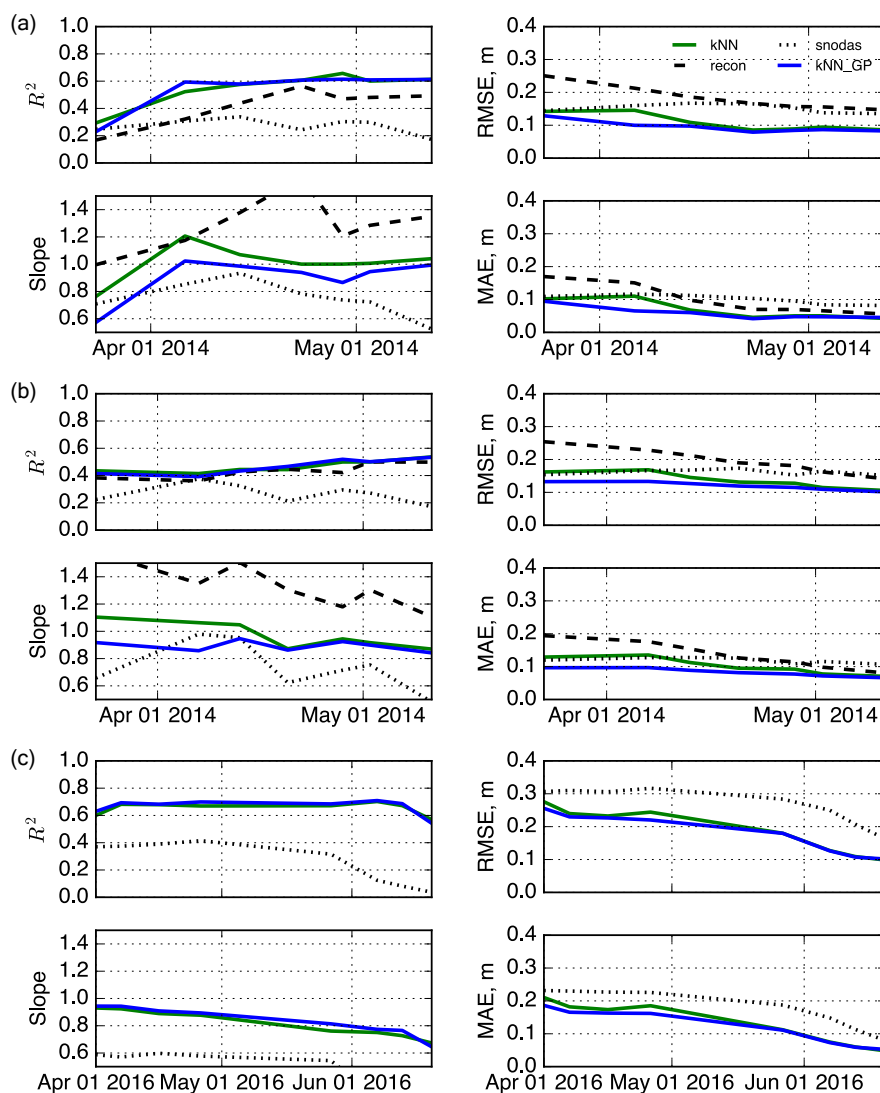 (a)
1.0
0.8
0.6
0.4
0.2
0.0
R²
0.4
0.3
0.2
0.1
0.0
RMSE, m
kNN
recon
snodas
kNN_GP
1.4
1.2
1.0
0.8
0.6
Slope
Apr 01 2014
May 01 2014
0.4
0.3
0.2
0.1
0.0
MAE, m
Apr 01 2014
May 01 2014
(b)
1.0
0.8
0.6
0.4
0.2
0.0
R²
0.4
0.3
0.2
0.1
0.0
RMSE, m
1.4
1.2
1.0
0.8
0.6
Slope
Apr 01 2014
May 01 2014
0.4
0.3
0.2
0.1
0.0
MAE, m
Apr 01 2014
May 01 2014
(c)
1.0
0.8
0.6
0.4
0.2
0.0
R²
0.4
0.3
0.2
0.1
0.0
RMSE, m
1.4
1.2
1.0
0.8
0.6
Slope
Apr 01 2016
May 01 2016
Jun 01 2016
0.4
0.3
0.2
0.1
0.0
MAE, m
Apr 01 2016
May 01 2016
Jun 01 2016